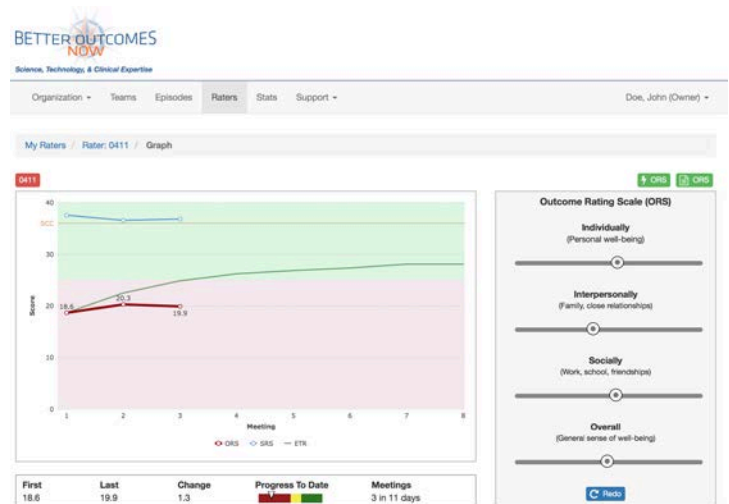 BETTER OUTCOMES
NOW
Science, Technology, & Clinical Expertise
Organization Teams Episodes Raters Stats Support Doe, John (Owner)
My Raters / Rater: 0411 / Graph
0411
ORS ORS
40
SCC
30
20
10
0
Score
18.6
20.3
19.9
1 2 3 4 5 6 7 8
Meeting
ORS SRS ETR
Outcome Rating Scale (ORS)
Individually
(Personal well-being)
Interpersonally
(Family, close relationships)
Socially
(Work, school, friendships)
Overall
(General sense of well-being)
Redo
First Last Change Progress To Date Meetings
18.6 19.9 1.3 3 in 11 days